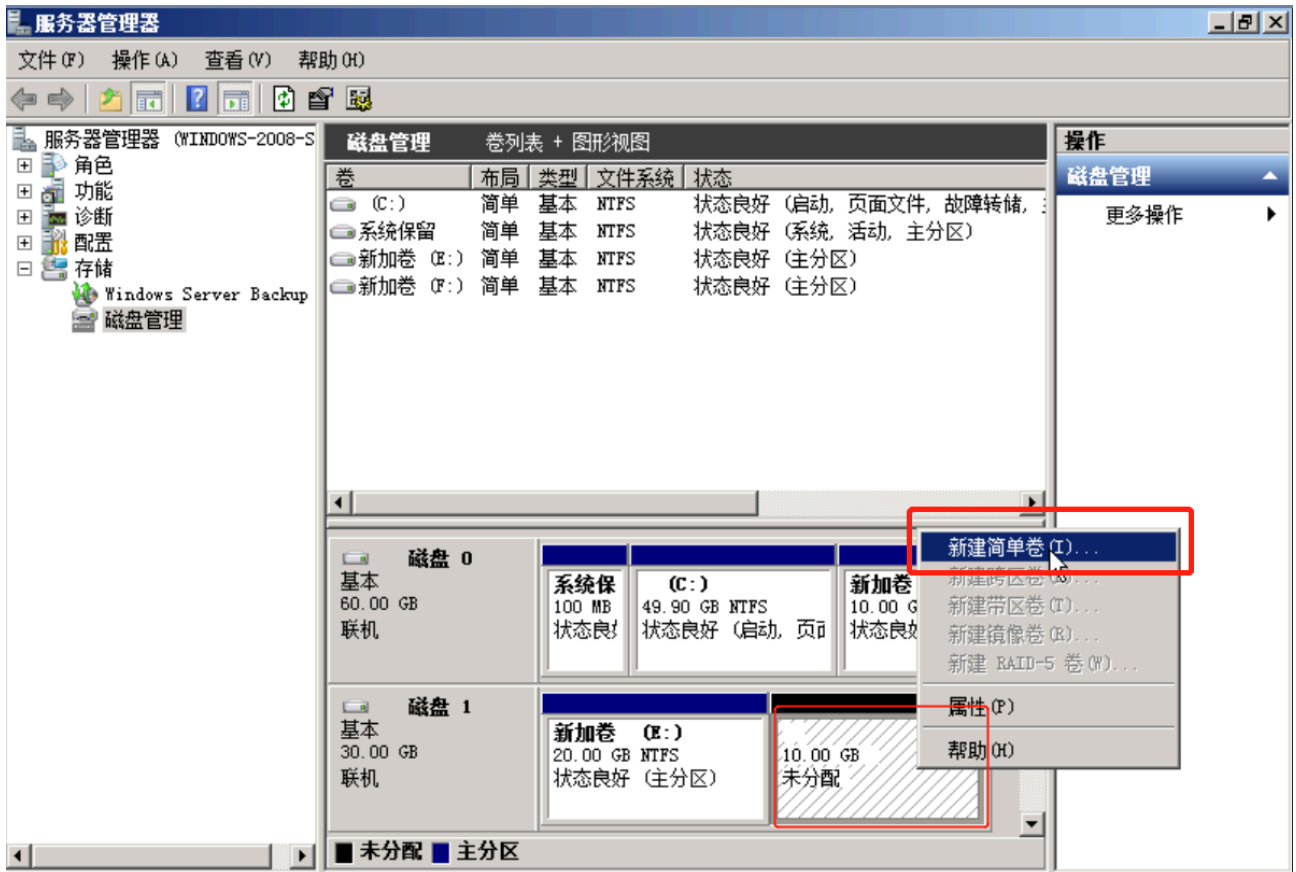 服务器管理器
文件(F) 操作(A) 查看(V) 帮助(H)
服务器管理器 (WINDOWS-2008-S
角色
功能
诊断
配置
存储
Windows Server Backup
磁盘管理
磁盘管理 卷列表 + 图形视图
卷 布局 类型 文件系统 状态
(C:) 简单 基本 NTFS 状态良好 (启动, 页面文件, 故障转储,
系统保留 简单 基本 NTFS 状态良好 (系统, 活动, 主分区)
新加卷 (E:) 简单 基本 NTFS 状态良好 (主分区)
新加卷 (F:) 简单 基本 NTFS 状态良好 (主分区)
磁盘 0
基本
60.00 GB
联机
系统保
100 MB
状态良
(C:)
49.90 GB NTFS
状态良好 (启动, 页
新加卷
10.00 G
状态良
磁盘 1
基本
30.00 GB
联机
新加卷 (E:)
20.00 GB NTFS
状态良好 (主分区)
10.00 GB
未分配
未分配 主分区
新建简单卷(I)...
新建跨区卷
新建带区卷(T)...
新建镜像卷(R)...
新建 RAID-5 卷(W)...
属性(P)
帮助(H)
操作
磁盘管理
更多操作